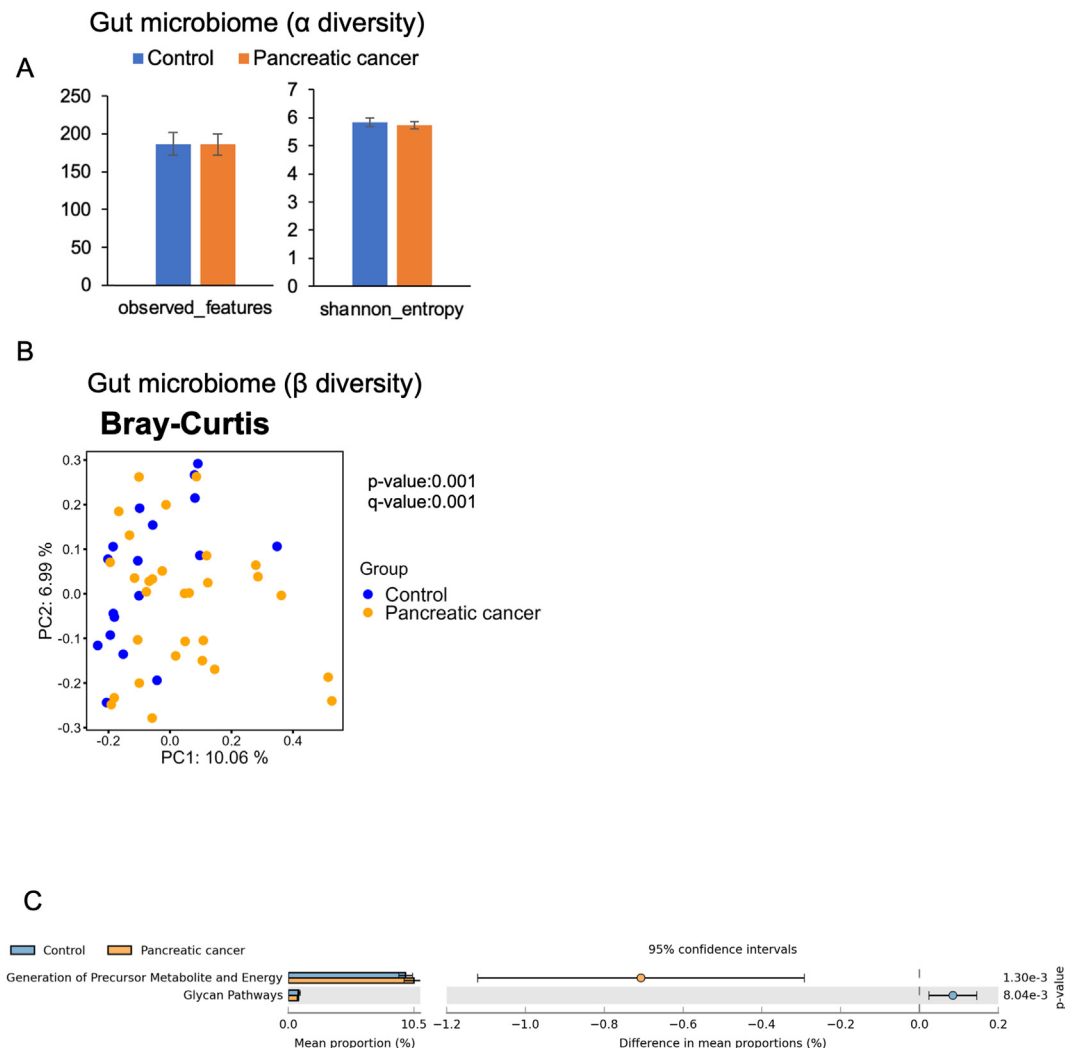 Gut microbiome (α diversity)
Control Pancreatic cancer
A
250
200
150
100
50
0
observed_features
7
6
5
4
3
2
1
0
shannon_entropy
B
Gut microbiome (β diversity)
Bray-Curtis
0.3
0.2
0.1
0.0
-0.1
-0.2
-0.3
PC2: 6.99 %
-0.2 0.0 0.2 0.4
PC1: 10.06 %
p-value:0.001
q-value:0.001
Group
Control
Pancreatic cancer
C
Control Pancreatic cancer
95% confidence intervals
Generation of Precursor Metabolite and Energy
1.30e-3
Glycan Pathways
8.04e-3
p-value
0.0 10.5
Mean proportion (%)
−1.2 −1.0 −0.8 −0.6 −0.4 −0.2 0.0 0.2
Difference in mean proportions (%)